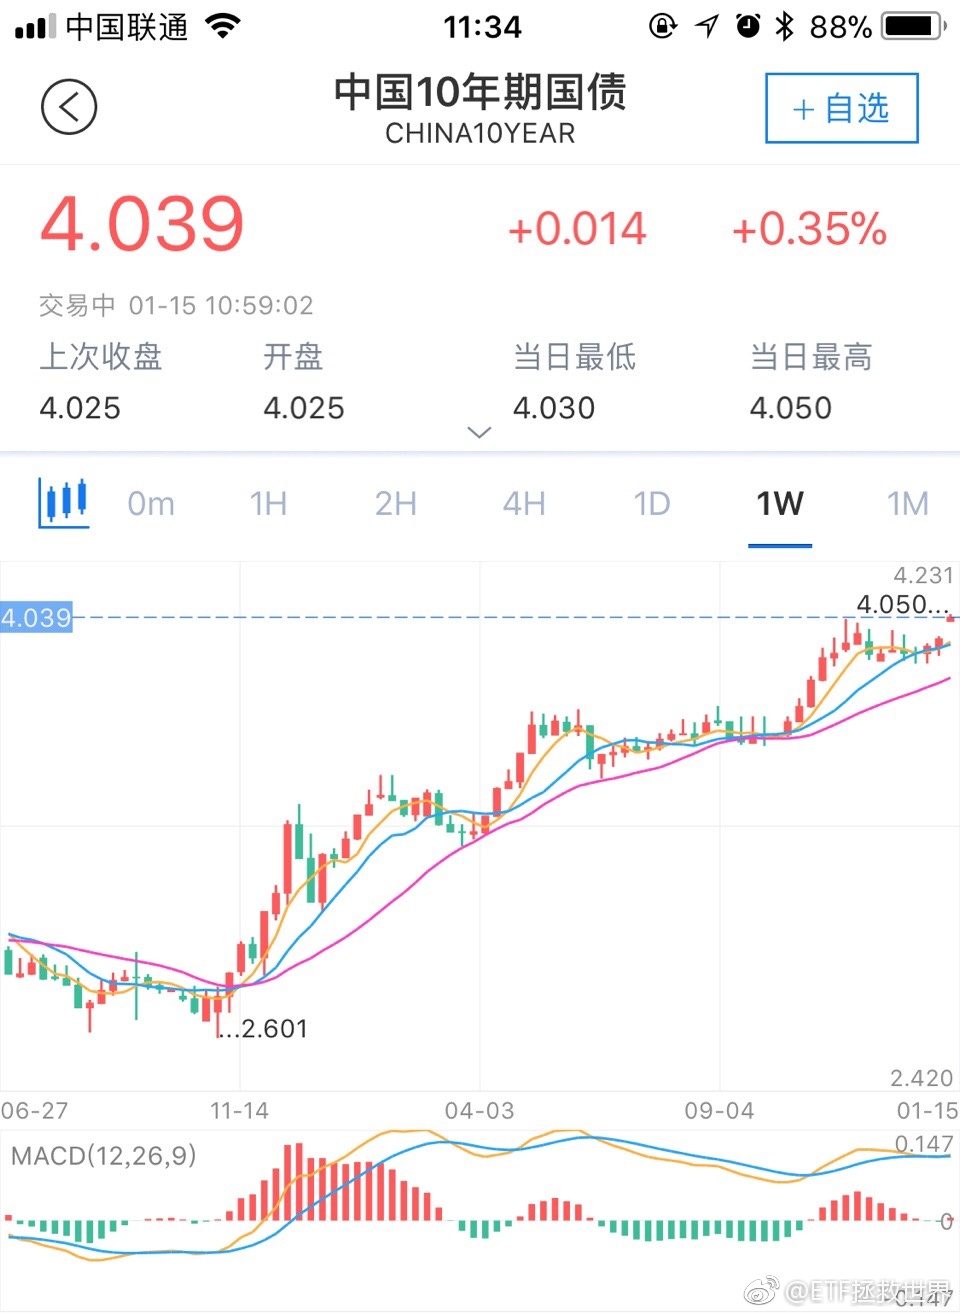 中国联通 11:34 88%
中国10年期国债
CHINA10YEAR
+自选
4.039 +0.014 +0.35%
交易中 01-15 10:59:02
上次收盘 开盘 当日最低 当日最高
4.025 4.025 4.030 4.050
0m 1H 2H 4H 1D 1W 1M
4.231
4.050...
4.039
...2.601
2.420
06-27 11-14 04-03 09-04 01-15
MACD(12,26,9) 0.147
0
-0.147
@ETF拯救世界